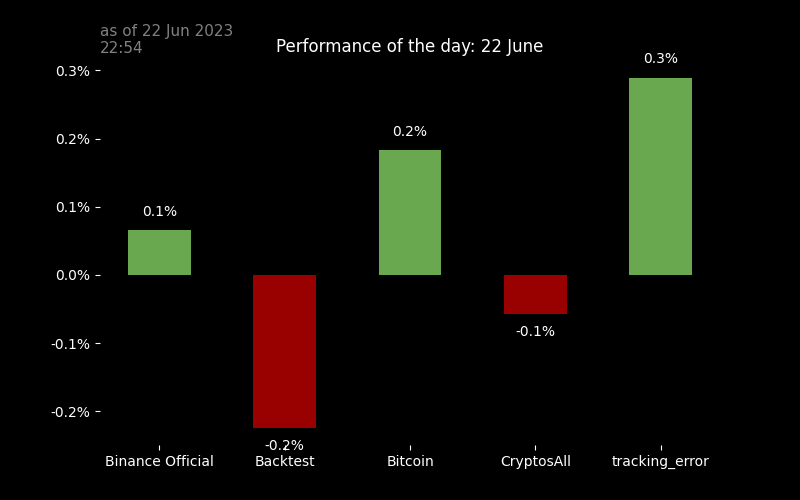 as of 22 Jun 2023
22:54
Performance of the day: 22 June
0.3%
0.3%
0.2%
0.2%
0.1%
0.1%
0.0%
-0.1%
-0.1%
-0.2%
-0.2%
Binance Official
Backtest
Bitcoin
CryptosAll
tracking_error